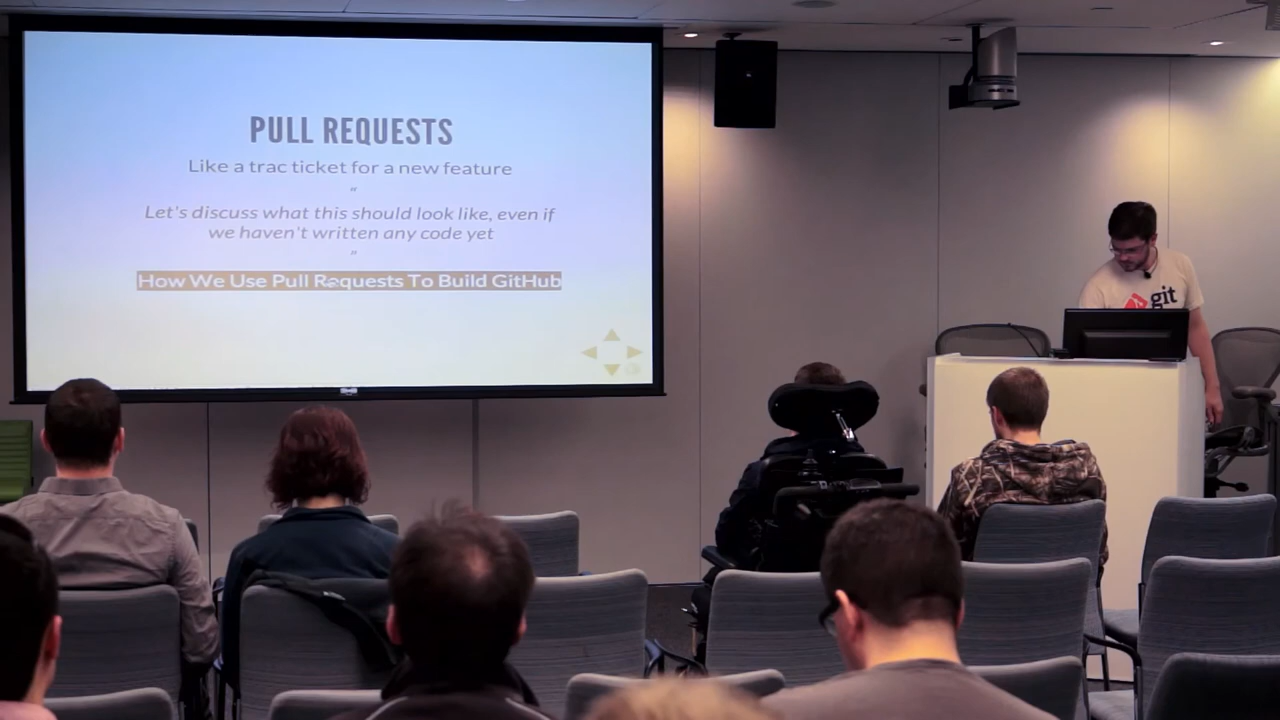 PULL REQUESTS
Like a trac ticket for a new feature
"
Let's discuss what this should look like, even if
we haven't written any code yet
"
How We Use Pull Requests To Build GitHub
git